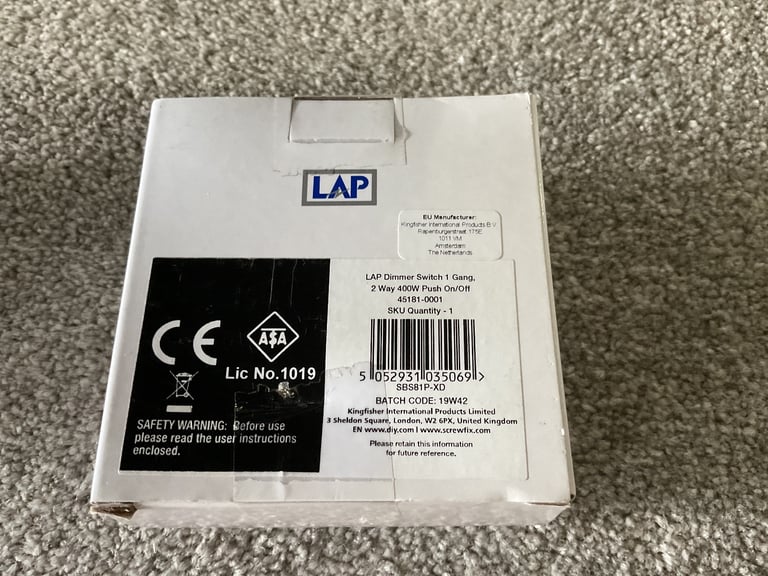 LAP
EU Manufacturer:
Kingfisher International Products B.V.
Rapenburgerstraat 175E
1011 VM
Amsterdam
The Netherlands
LAP Dimmer Switch 1 Gang,
2 Way 400W Push On/Off
45181-0001
SKU Quantity - 1
5 052931 035069 >
SBS81P-XD
BATCH CODE: 19W42
Kingfisher International Products Limited
3 Sheldon Square, London, W2 6PX, United Kingdom
EN www.diy.com | www.screwfix.com
Please retain this information
for future reference.
CE
ASTA
Lic No.1019
SAFETY WARNING: Before use
please read the user instructions
enclosed.